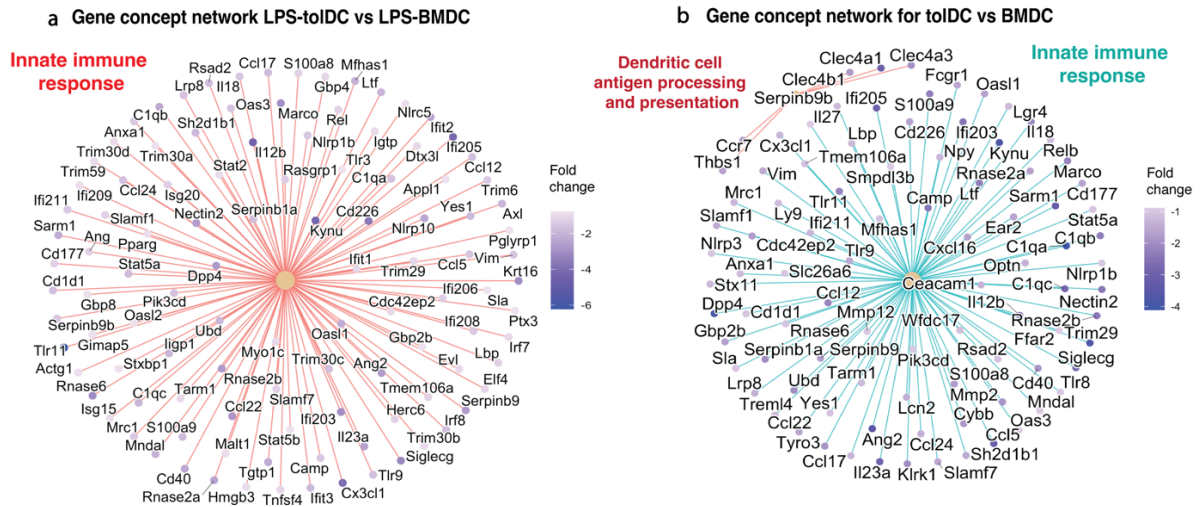 a Gene concept network LPS-tolDC vs LPS-BMDC
Innate immune
response
Rsad2
Ccl17
S100a8
Mfhas1
Lrp8
Il18
Gbp4
Ltf
C1qb
Sh2d1b1
Oas3
Marco
Rel
Nlrc5
Ifit2
Anxa1
Il12b
Nlrp1b
Igtp
Ifi205
Trim30d
Trim30a
Stat2
Tlr3
Dtx3l
Ccl12
Trim59
Rasgrp1
C1qa
Ifi211
Ifi209
Ccl24
Isg20
Appl1
Trim6
Slamf1
Nectin2
Serpinb1a
Cd226
Yes1
Axl
Sarm1
Ang
Kynu
Nlrp10
Cd177
Pparg
Pglyrp1
Stat5a
Dpp4
Ifit1
Trim29
Ccl5
Vim
Krt16
Cd1d1
Gbp8
Pik3cd
Ifi206
Sla
Cdc42ep2
Serpinb9b
Oasl2
Ifi208
Ptx3
Tlr11
Gimap5
Ubd
Oasl1
Gbp2b
Irf7
Actg1
Stxbp1
Iigp1
Myo1c
Evl
Lbp
Rnase6
Trim30c
Ang2
Elf4
Isg15
C1qc
Tarm1
Rnase2b
Tmem106a
Serpinb9
Slamf7
Mrc1
S100a9
Ccl22
Ifi203
Herc6
Irf8
Mndal
Malt1
Stat5b
Il23a
Trim30b
Siglecg
Cd40
Tgtp1
Camp
Tlr9
Rnase2a
Hmgb3
Tnfsf4
Ifit3
Cx3cl1
Fold
change
-2
-4
-6
b Gene concept network for tolDC vs BMDC
Dendritic cell
antigen processing
and presentation
Innate immune
response
Clec4a1
Clec4a3
Clec4b1
Fcgr1
Serpinb9b
Ifi205
S100a9
Oasl1
Il27
Lgr4
Lbp
Cd226
Ifi203
Il18
Ccr7
Cx3cl1
Tmem106a
Npy
Kynu
Relb
Thbs1
Vim
Smpdl3b
Rnase2a
Marco
Mrc1
Tlr11
Camp
Ltf
Sarm1
Cd177
Slamf1
Ly9
Ifi211
Mfhas1
Ear2
Stat5a
Nlrp3
Cdc42ep2
Tlr9
Cxcl16
C1qa
C1qb
Anxa1
Slc26a6
Optn
Nlrp1b
Stx11
Ceacam1
C1qc
Dpp4
Cd1d1
Ccl12
Il12b
Nectin2
Gbp2b
Mmp12
Wfdc17
Rnase2b
Trim29
Rnase6
Ffar2
Sla
Serpinb1a
Serpinb9
Pik3cd
Rsad2
Siglecg
Lrp8
Ubd
Tarm1
S100a8
Cd40
Tlr8
Treml4
Yes1
Lcn2
Mmp2
Mndal
Ccl22
Cybb
Oas3
Tyro3
Ang2
Ccl24
Ccl5
Ccl17
Sh2d1b1
Il23a
Klrk1
Slamf7
Fold
change
-1
-2
-3
-4